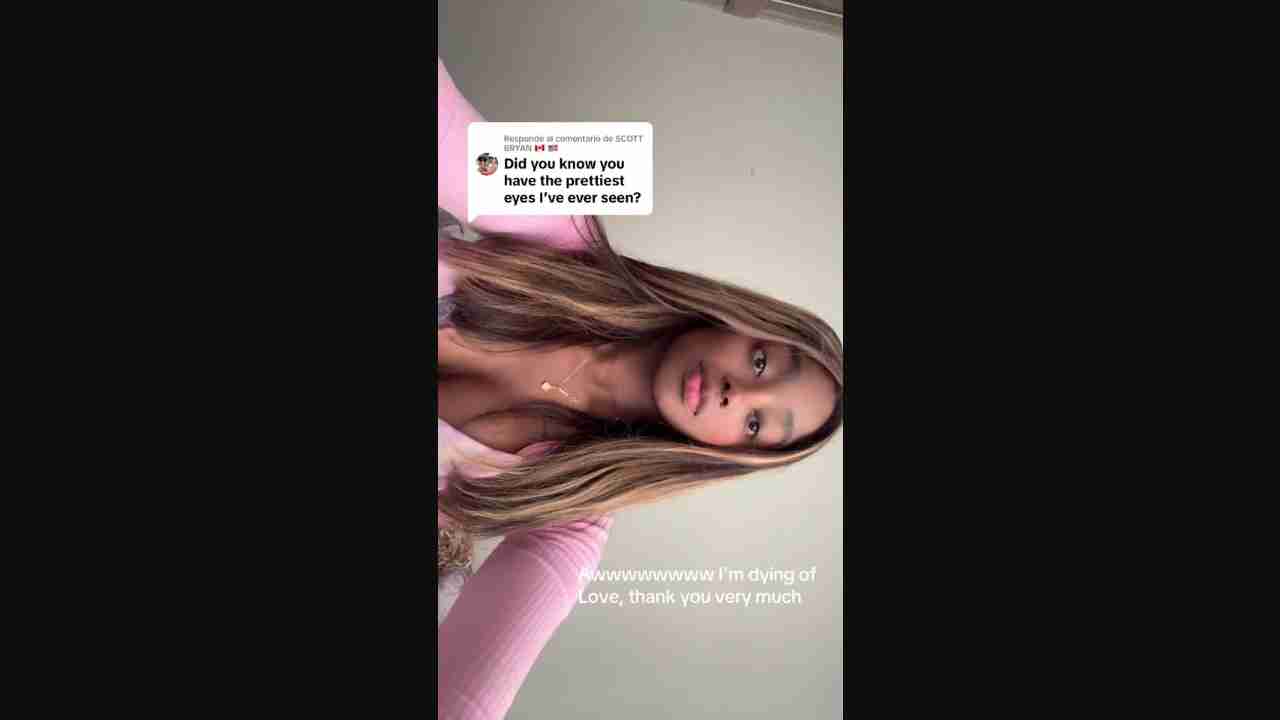 Responde al comentario de SCOTT
BRYAN 🇨🇦 🇺🇸
Did you know you
have the prettiest
eyes I've ever seen?
Awwwwwwww I'm dying of
Love, thank you very much